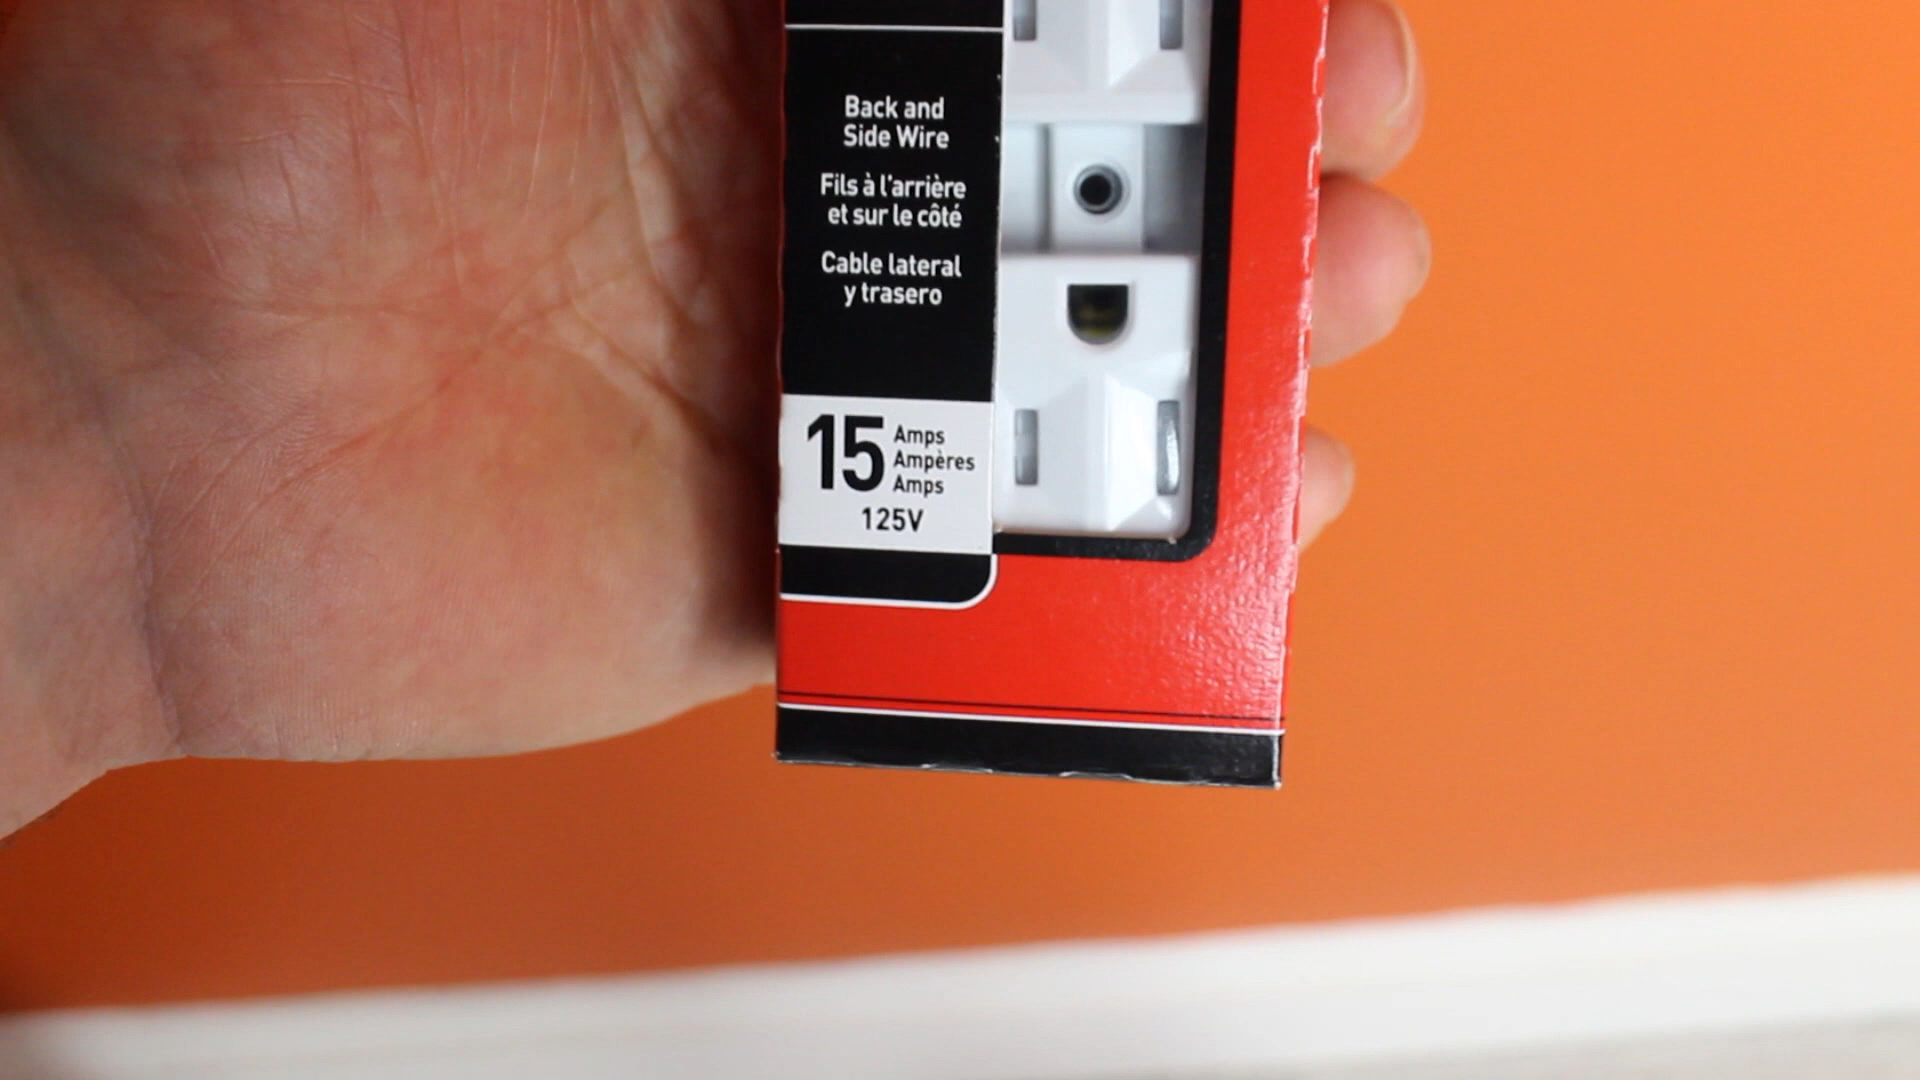 Back and
Side Wire
Fils à l'arrière
et sur le côté
Cable lateral
y trasero
15 Amps
Ampères
Amps
125V